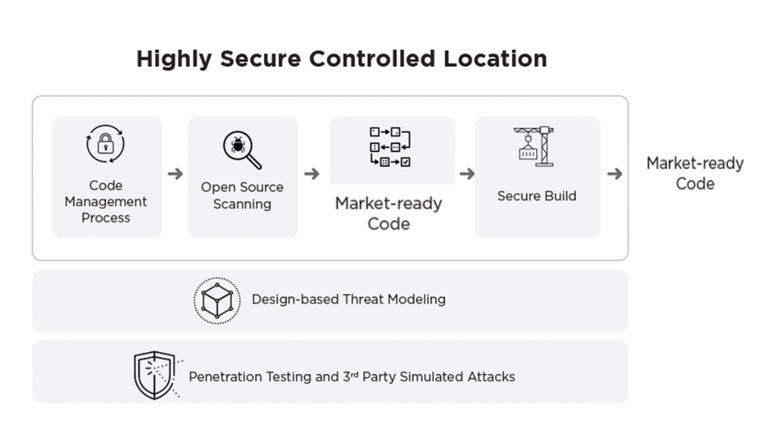 Highly Secure Controlled Location
Code
Management
Process
Open Source
Scanning
Market-ready
Code
Secure Build
Market-ready
Code
Design-based Threat Modeling
Penetration Testing and 3rd Party Simulated Attacks